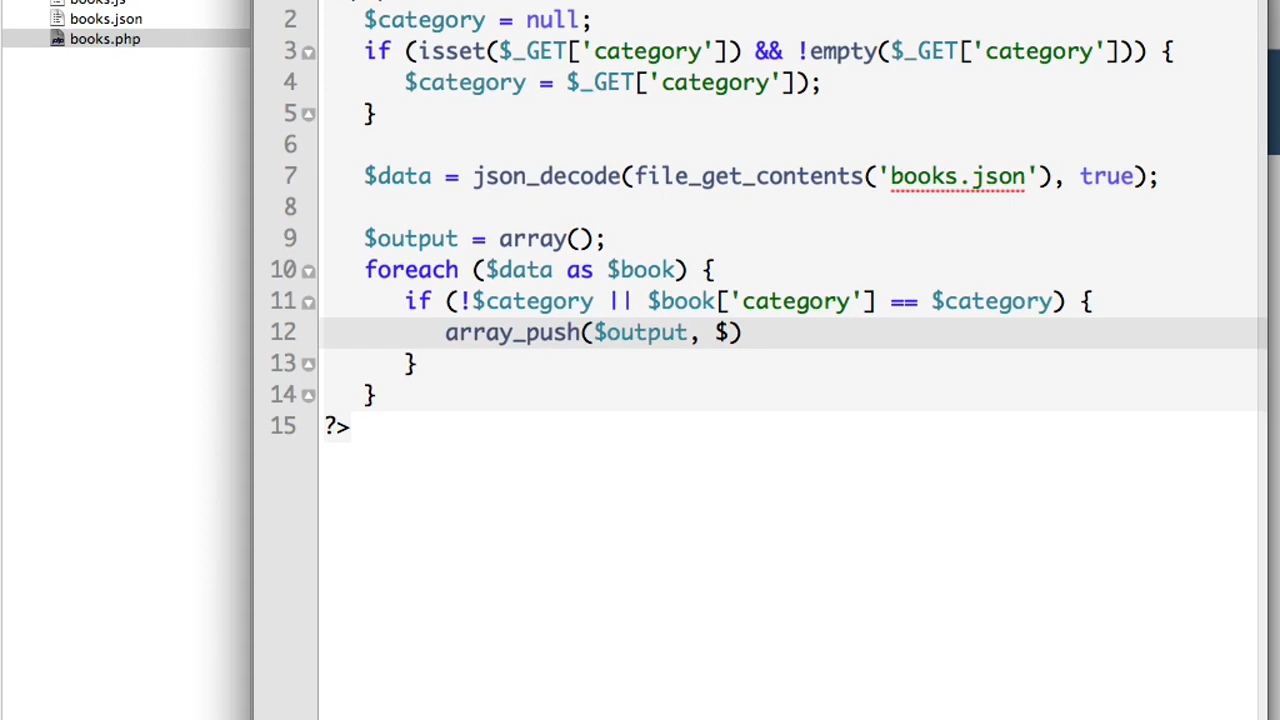 books.js
books.json
books.php
2 $category = null;
3 if (isset($_GET['category']) && !empty($_GET['category'])) {
4 $category = $_GET['category']);
5 }
6
7 $data = json_decode(file_get_contents('books.json'), true);
8
9 $output = array();
10 foreach ($data as $book) {
11 if (!$category || $book['category'] == $category) {
12 array_push($output, $)
13 }
14 }
15 ?>